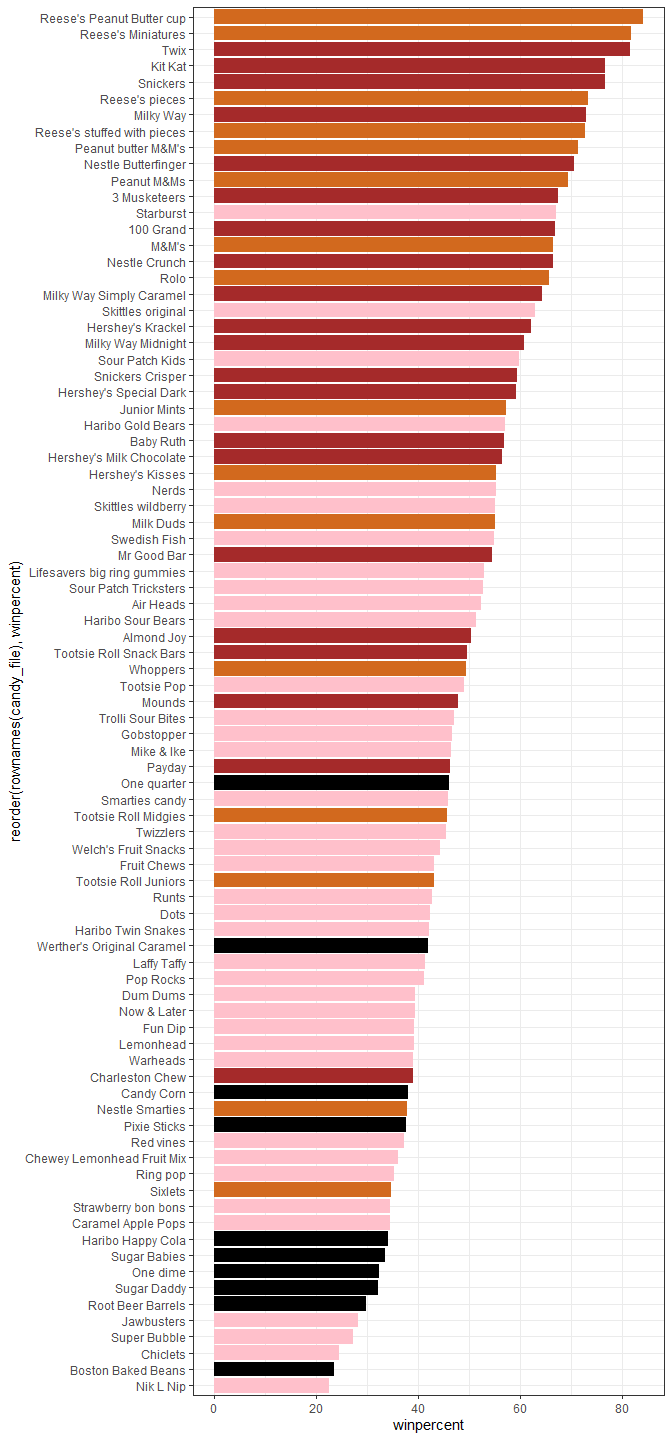 Reese's Peanut Butter cup
Reese's Miniatures
Twix
Kit Kat
Snickers
Reese's pieces
Milky Way
Reese's stuffed with pieces
Peanut butter M&M's
Nestle Butterfinger
Peanut M&Ms
3 Musketeers
Starburst
100 Grand
M&M's
Nestle Crunch
Rolo
Milky Way Simply Caramel
Skittles original
Hershey's Krackel
Milky Way Midnight
Sour Patch Kids
Snickers Crisper
Hershey's Special Dark
Junior Mints
Haribo Gold Bears
Baby Ruth
Hershey's Milk Chocolate
Hershey's Kisses
Nerds
Skittles wildberry
Milk Duds
Swedish Fish
Mr Good Bar
Lifesavers big ring gummies
Sour Patch Tricksters
Air Heads
Haribo Sour Bears
Almond Joy
Tootsie Roll Snack Bars
Whoppers
Tootsie Pop
Mounds
Trolli Sour Bites
Gobstopper
Mike & Ike
Payday
One quarter
Smarties candy
Tootsie Roll Midgies
Twizzlers
Welch's Fruit Snacks
Fruit Chews
Tootsie Roll Juniors
Runts
Dots
Haribo Twin Snakes
Werther's Original Caramel
Laffy Taffy
Pop Rocks
Dum Dums
Now & Later
Fun Dip
Lemonhead
Warheads
Charleston Chew
Candy Corn
Nestle Smarties
Pixie Sticks
Red vines
Chewey Lemonhead Fruit Mix
Ring pop
Sixlets
Strawberry bon bons
Caramel Apple Pops
Haribo Happy Cola
Sugar Babies
One dime
Sugar Daddy
Root Beer Barrels
Jawbusters
Super Bubble
Chiclets
Boston Baked Beans
Nik L Nip
reorder(rownames(candy_file), winpercent)
0 20 40 60 80
winpercent